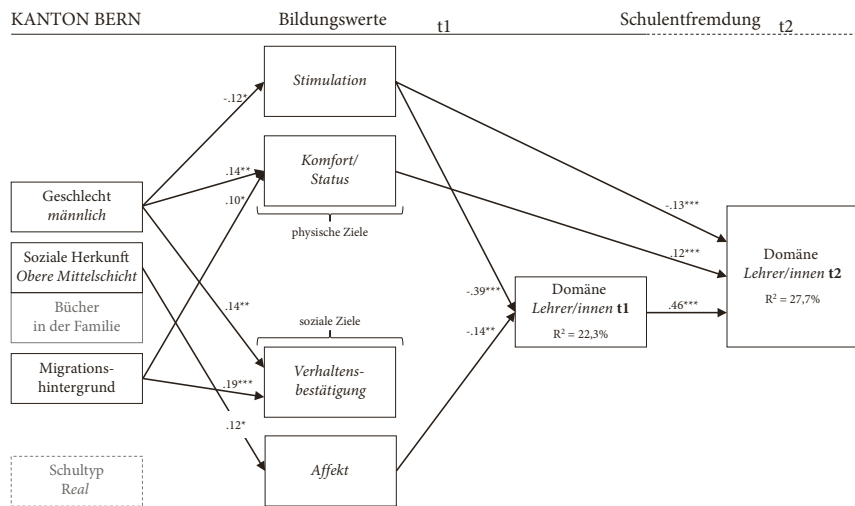 KANTON BERN
Bildungswerte
t1
Schulentfremdung
t2
Stimulation
-.12*
Komfort/
Status
.14**
.10*
physische Ziele
Geschlecht
männlich
Soziale Herkunft
Obere Mittelschicht
Bücher
in der Familie
Migrations-
hintergrund
Schultyp
Real
.14**
soziale Ziele
Verhaltens-
bestätigung
.19***
.12*
Affekt
-.39***
-.14**
Domäne
Lehrer/innen t1
R² = 22,3%
-.13***
.12***
.46***
Domäne
Lehrer/innen t2
R² = 27,7%